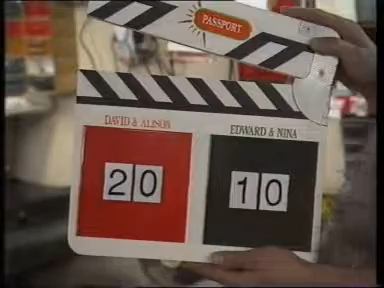 PASSPORT
DAVID & ALISON
EDWARD & NINA
20
10